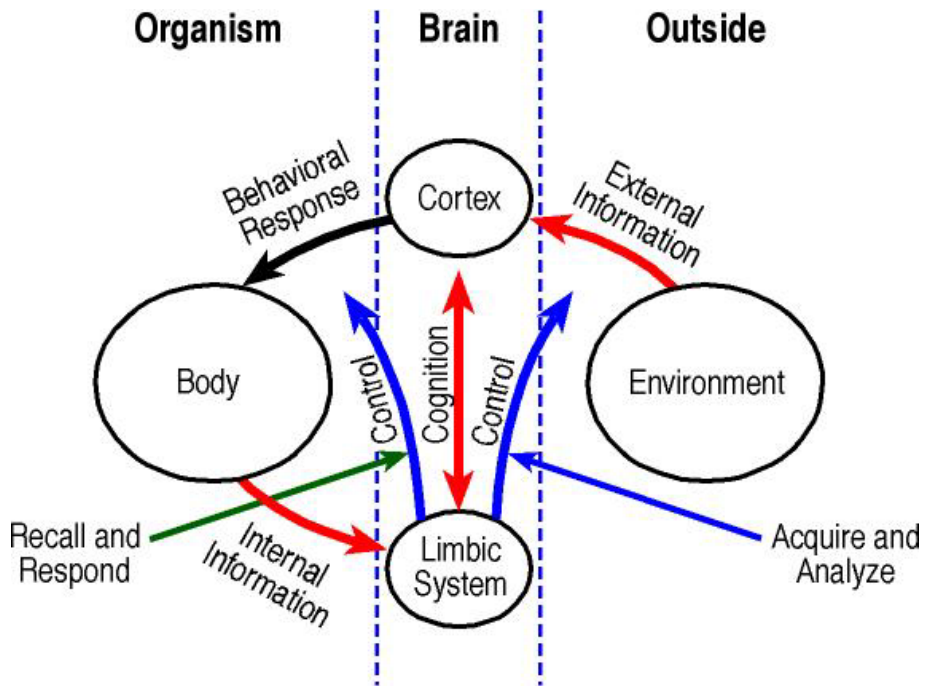 Organism
Brain
Outside
Behavioral
Response
Cortex
External
Information
Body
Control
Cognition
Control
Environment
Recall and
Respond
Internal
Information
Limbic
System
Acquire and
Analyze